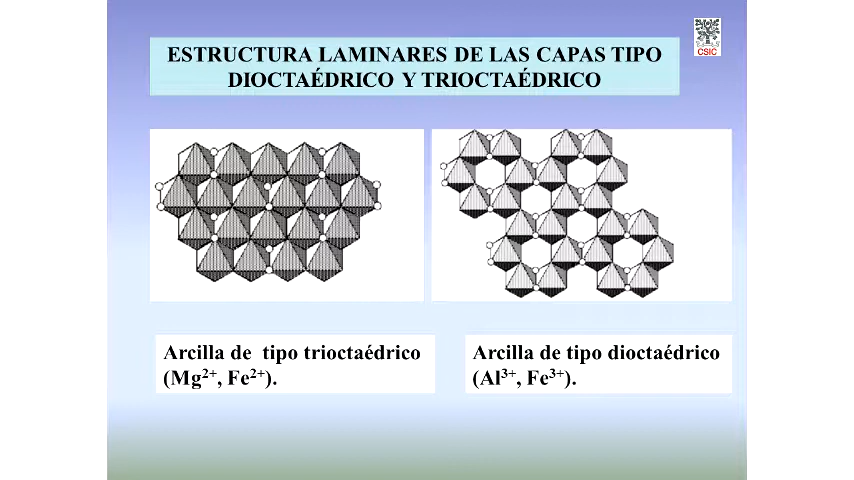 CSIC
ESTRUCTURA LAMINARES DE LAS CAPAS TIPO
DIOCTAÉDRICO Y TRIOCTAÉDRICO
Arcilla de tipo trioctaédrico
(Mg²⁺, Fe²⁺).
Arcilla de tipo dioctaédrico
(Al³⁺, Fe³⁺).